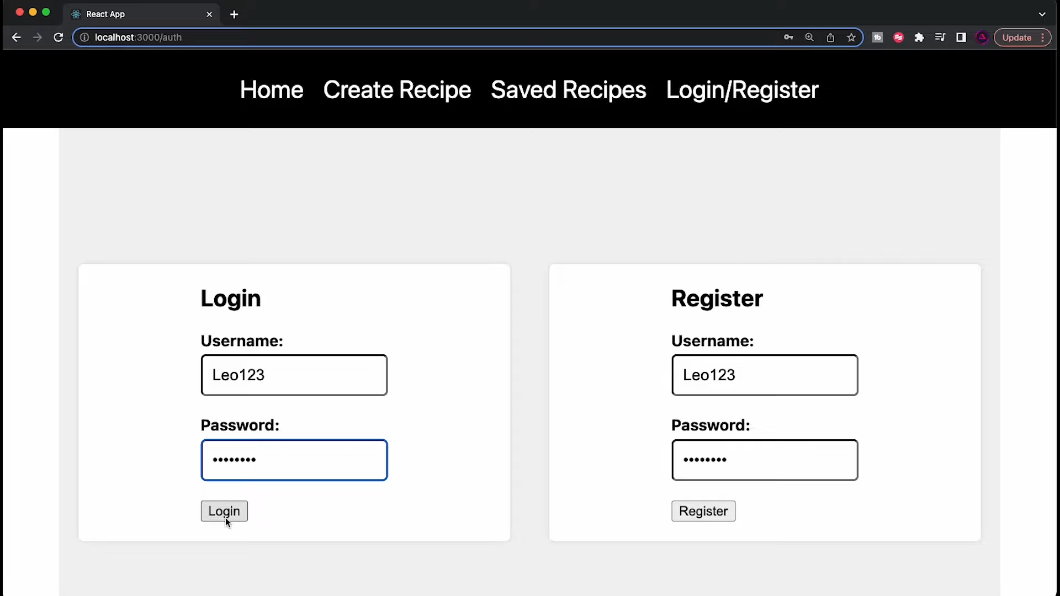 React App
localhost:3000/auth
Update
Home Create Recipe Saved Recipes Login/Register
Login
Username:
Leo123
Password:
••••••••
Login
Register
Username:
Leo123
Password:
••••••••
Register